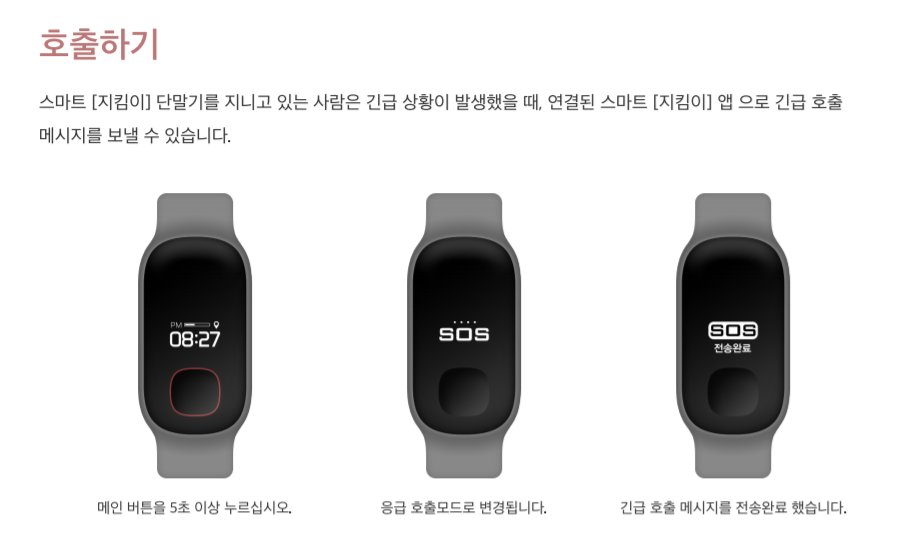 호출하기
스마트 [지킴이] 단말기를 지니고 있는 사람은 긴급 상황이 발생했을 때, 연결된 스마트 [지킴이] 앱 으로 긴급 호출
메시지를 보낼 수 있습니다.
PM
08:27
SOS
SOS
전송완료
메인 버튼을 5초 이상 누르십시오.
응급 호출모드로 변경됩니다.
긴급 호출 메시지를 전송완료 했습니다.